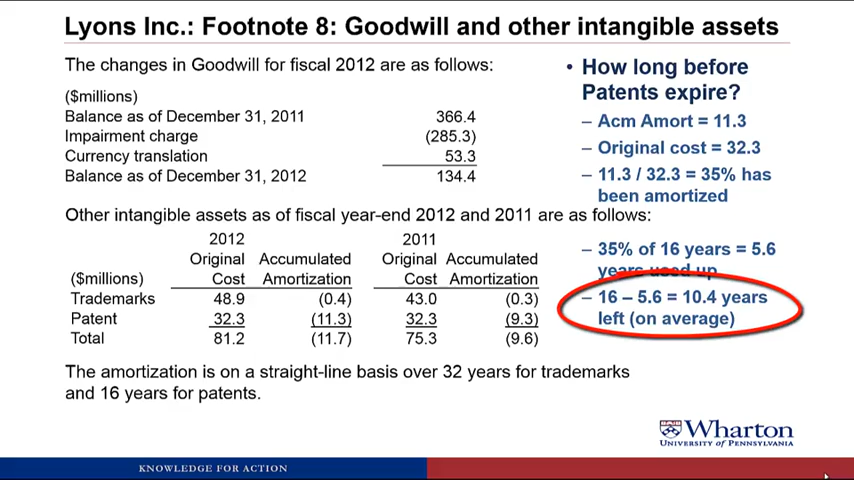 Lyons Inc.: Footnote 8: Goodwill and other intangible assets
The changes in Goodwill for fiscal 2012 are as follows:
($millions)
Balance as of December 31, 2011 366.4
Impairment charge (285.3)
Currency translation 53.3
Balance as of December 31, 2012 134.4
Other intangible assets as of fiscal year-end 2012 and 2011 are as follows:
2012 2011
Original Accumulated Original Accumulated
($millions) Cost Amortization Cost Amortization
Trademarks 48.9 (0.4) 43.0 (0.3)
Patent 32.3 (11.3) 32.3 (9.3)
Total 81.2 (11.7) 75.3 (9.6)
The amortization is on a straight-line basis over 32 years for trademarks
and 16 years for patents.
• How long before
Patents expire?
– Acm Amort = 11.3
– Original cost = 32.3
– 11.3 / 32.3 = 35% has
been amortized
– 35% of 16 years = 5.6
years used up
– 16 – 5.6 = 10.4 years
left (on average)
Wharton
UNIVERSITY of PENNSYLVANIA
KNOWLEDGE FOR ACTION